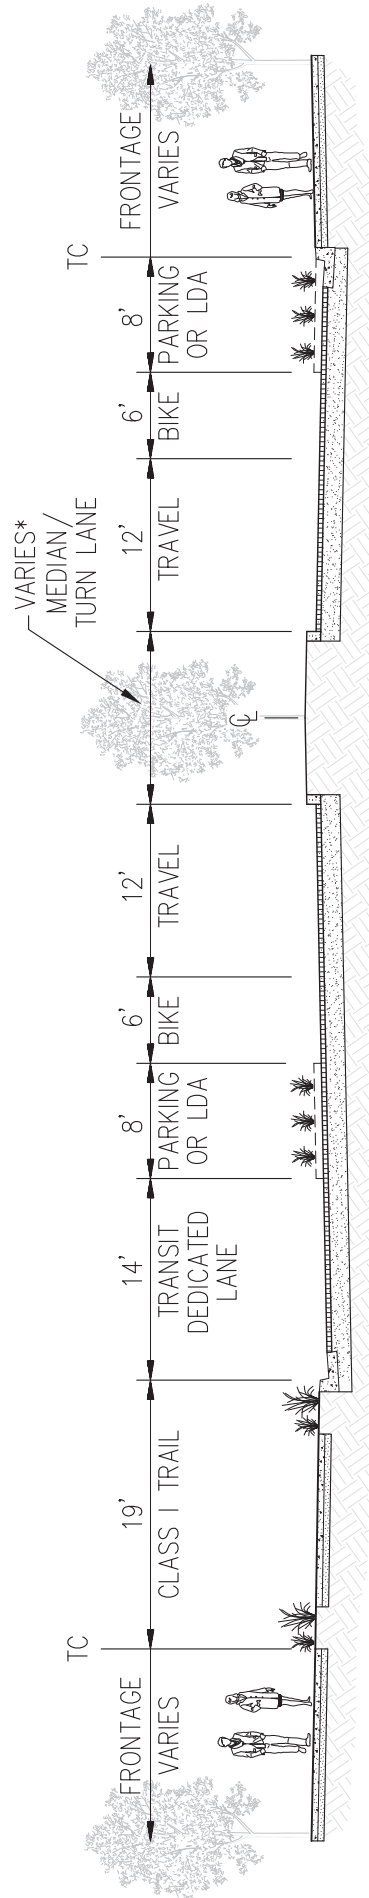 FRONTAGE
VARIES
TC
19'
CLASS I TRAIL
14'
TRANSIT
DEDICATED
LANE
8'
PARKING
OR LDA
6'
BIKE
12'
TRAVEL
VARIES*
MEDIAN/
TURN LANE
CL
12'
TRAVEL
6'
BIKE
8'
PARKING
OR LDA
TC
FRONTAGE
VARIES